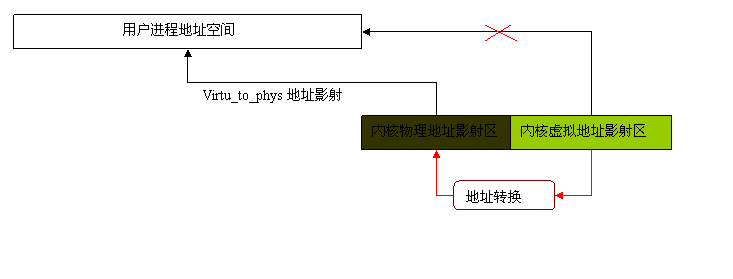 用户进程地址空间
Virtu_to_phys 地址影射
内核物理地址影射区
内核虚拟地址影射区
地址转换